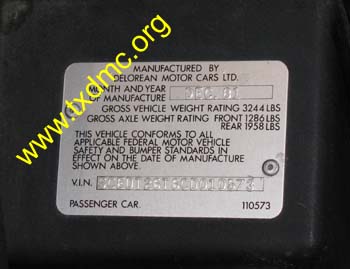 www.txdmc.org
MANUFACTURED BY
DELOREAN MOTOR CARS LTD.
MONTH AND YEAR
OF MANUFACTURE DEC. 81
GROSS VEHICLE WEIGHT RATING 3244 LBS
GROSS AXLE WEIGHT RATING FRONT 1286 LBS
REAR 1958 LBS
THIS VEHICLE CONFORMS TO ALL
APPLICABLE FEDERAL MOTOR VEHICLE
SAFETY AND BUMPER STANDARDS IN
EFFECT ON THE DATE OF MANUFACTURE
SHOWN ABOVE.
V.I.N.
PASSENGER CAR. 110573